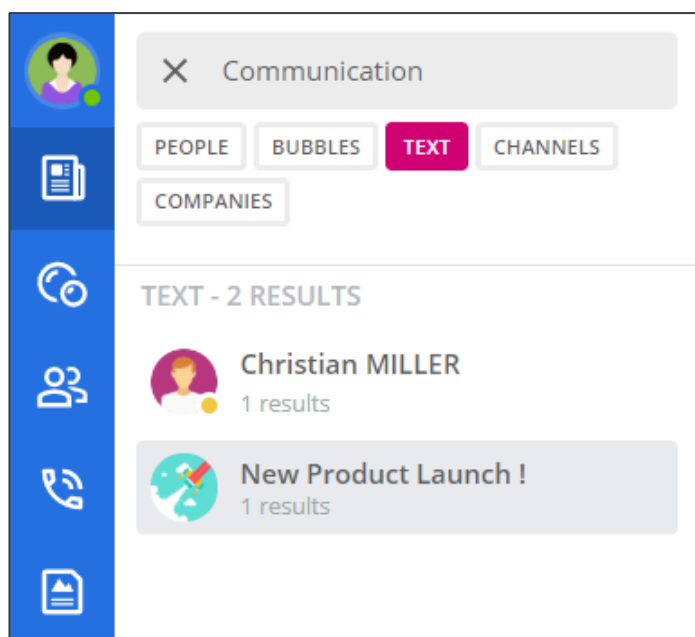 Communication
PEOPLE BUBBLES TEXT CHANNELS
COMPANIES
TEXT - 2 RESULTS
Christian MILLER
1 results
New Product Launch !
1 results